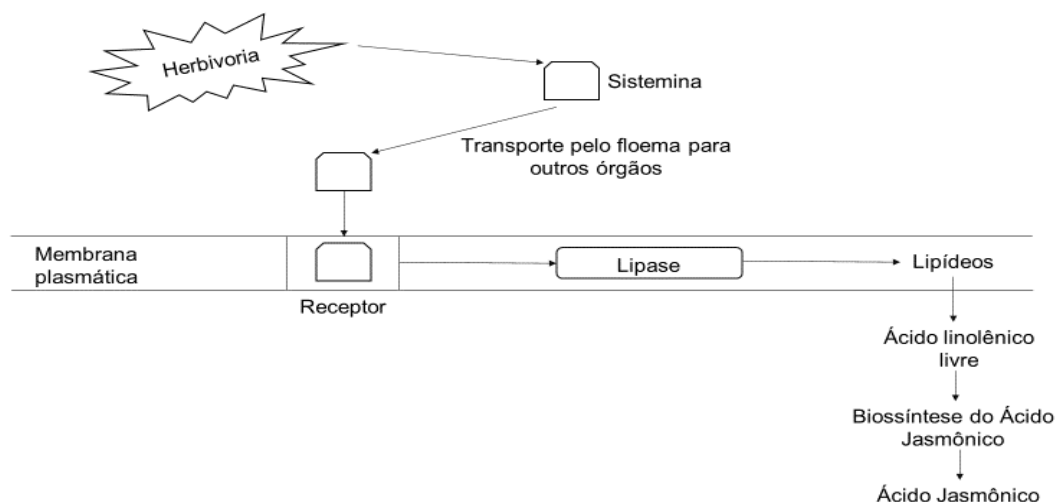 Herbivoria
Sistemina
Transporte pelo floema para
outros órgãos
Membrana
plasmática
Lipase
Lipídeos
Receptor
Ácido linolênico
livre
Biossíntese do Ácido
Jasmônico
Ácido Jasmônico